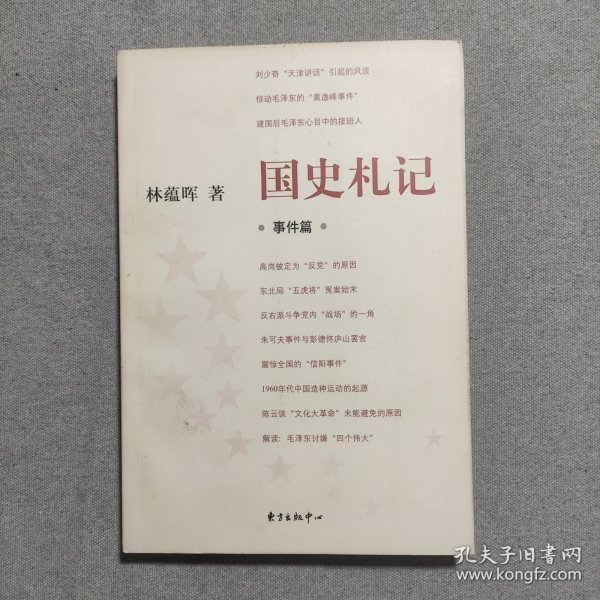 刘少奇“天津讲话”引起的风波
惊动毛泽东的“黄逸峰事件”
建国后毛泽东心目中的接班人
林蕴晖 著
国史札记
• 事件篇 •
高岗被定为“反党”的原因
东北局“五虎将”冤案始末
反右派斗争党内“战场”的一角
朱可夫事件与彭德怀庐山罢官
震惊全国的“信阳事件”
1960年代中国造神运动的起源
陈云谈“文化大革命”未能避免的原因
解读：毛泽东讨嫌“四个伟大”
东方出版中心
孔夫子旧书网
www.kongfz.com